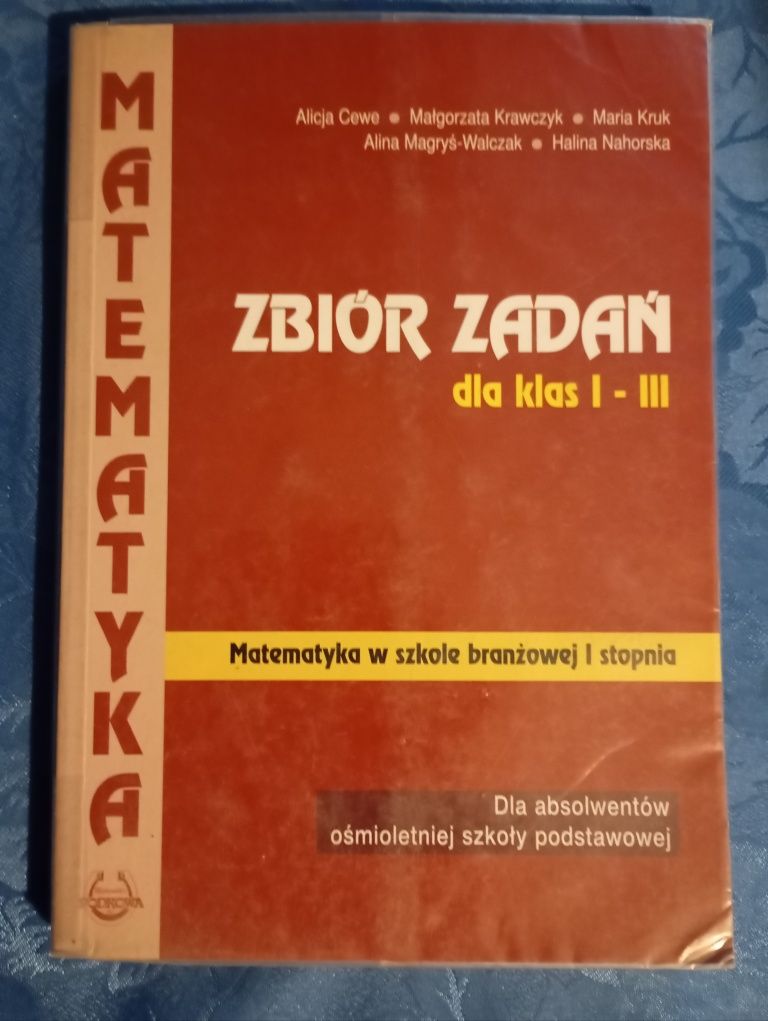 MATEMATYKA
Alicja Cewe • Małgorzata Krawczyk • Maria Kruk
Alina Magryś-Walczak • Halina Nahorska
ZBIÓR ZADAŃ
dla klas I - III
Matematyka w szkole branżowej I stopnia
Dla absolwentów
ośmioletniej szkoły podstawowej
PODKOWA